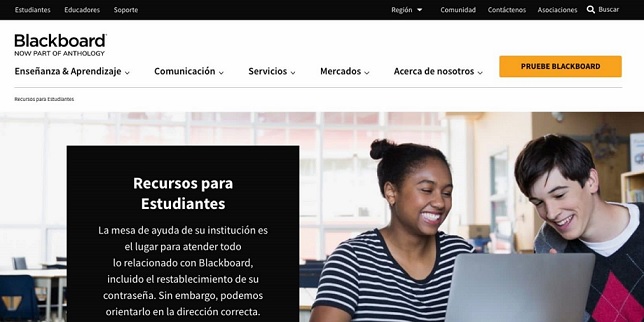 Estudiantes Educadores Soporte Región Comunidad Contáctenos Asociaciones Buscar
Blackboard
NOW PART OF ANTHOLOGY
Enseñanza & Aprendizaje Comunicación Servicios Mercados Acerca de nosotros PRUEBE BLACKBOARD
Recursos para Estudiantes
Recursos para
Estudiantes
La mesa de ayuda de su institución es
el lugar para atender todo
lo relacionado con Blackboard,
incluido el restablecimiento de su
contraseña. Sin embargo, podemos
orientarlo en la dirección correcta.